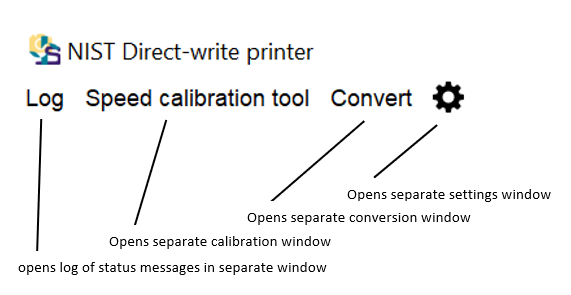 NIST Direct-write printer
Log Speed calibration tool Convert
Opens separate settings window
Opens separate conversion window
Opens separate calibration window
opens log of status messages in separate window